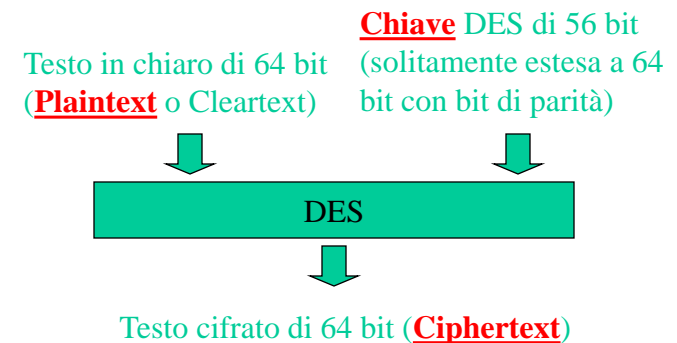 Testo in chiaro di 64 bit
(Plaintext o Cleartext)
Chiave DES di 56 bit
(solitamente estesa a 64
bit con bit di parità)
DES
Testo cifrato di 64 bit (Ciphertext)